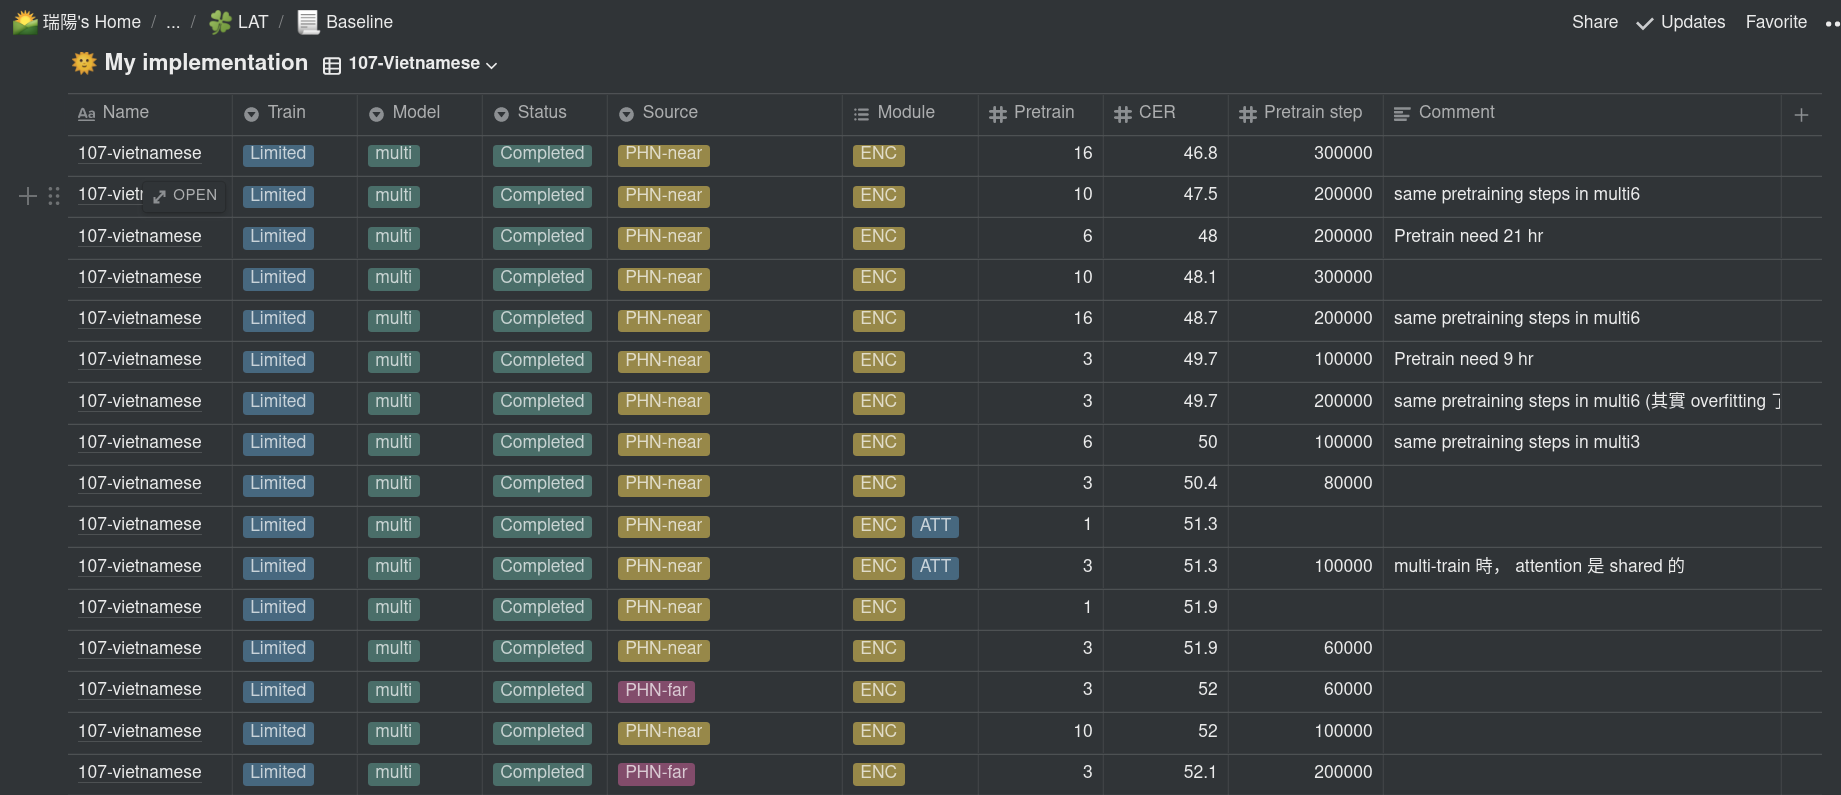 瑞陽's Home / ... / LAT / Baseline Share Updates Favorite
My implementation 107-Vietnamese
Aa Name Train Model Status Source Module Pretrain CER Pretrain step Comment
107-vietnamese Limited multi Completed PHN-near ENC 16 46.8 300000
107-viet OPEN Limited multi Completed PHN-near ENC 10 47.5 200000 same pretraining steps in multi6
107-vietnamese Limited multi Completed PHN-near ENC 6 48 200000 Pretrain need 21 hr
107-vietnamese Limited multi Completed PHN-near ENC 10 48.1 300000
107-vietnamese Limited multi Completed PHN-near ENC 16 48.7 200000 same pretraining steps in multi6
107-vietnamese Limited multi Completed PHN-near ENC 3 49.7 100000 Pretrain need 9 hr
107-vietnamese Limited multi Completed PHN-near ENC 3 49.7 200000 same pretraining steps in multi6 (其實 overfitting
107-vietnamese Limited multi Completed PHN-near ENC 6 50 100000 same pretraining steps in multi3
107-vietnamese Limited multi Completed PHN-near ENC 3 50.4 80000
107-vietnamese Limited multi Completed PHN-near ENC ATT 1 51.3
107-vietnamese Limited multi Completed PHN-near ENC ATT 3 51.3 100000 multi-train 時， attention 是 shared 的
107-vietnamese Limited multi Completed PHN-near ENC 1 51.9
107-vietnamese Limited multi Completed PHN-near ENC 3 51.9 60000
107-vietnamese Limited multi Completed PHN-far ENC 3 52 60000
107-vietnamese Limited multi Completed PHN-near ENC 10 52 100000
107-vietnamese Limited multi Completed PHN-far ENC 3 52.1 200000